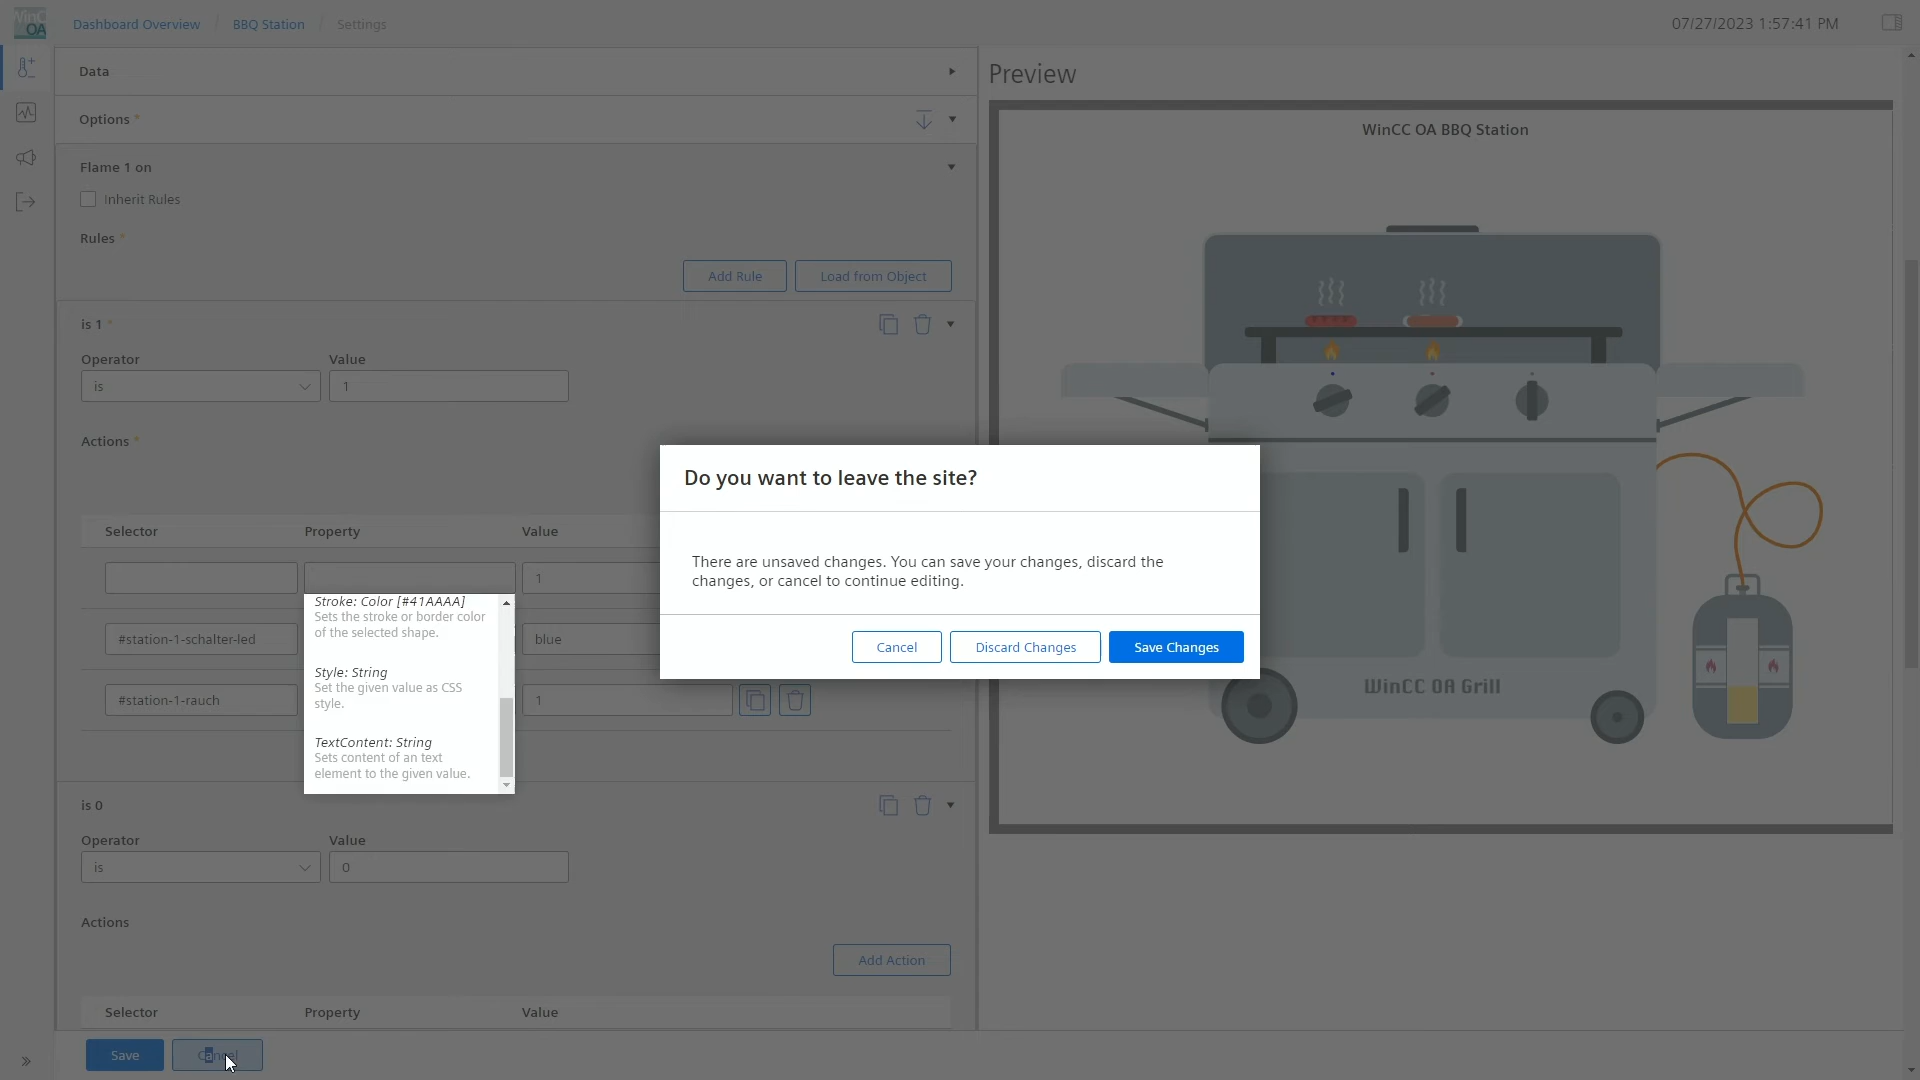 WinCC
OA
Dashboard Overview
BBQ Station
Settings
07/27/2023 1:57:41 PM
Data
Options *
Flame 1 on
Inherit Rules
Rules *
Add Rule
Load from Object
is 1 *
Operator
Value
is
1
Actions *
Selector
Property
Value
1
#station-1-schalter-led
blue
#station-1-rauch
1
Stroke: Color [#41AAAA]
Sets the stroke or border color
of the selected shape.
Style: String
Set the given value as CSS
style.
TextContent: String
Sets content of an text
element to the given value.
is 0
Operator
Value
is
0
Actions
Add Action
Selector
Property
Value
Save
Cancel
Do you want to leave the site?
There are unsaved changes. You can save your changes, discard the
changes, or cancel to continue editing.
Cancel
Discard Changes
Save Changes
Preview
WinCC OA BBQ Station
WinCC OA Grill